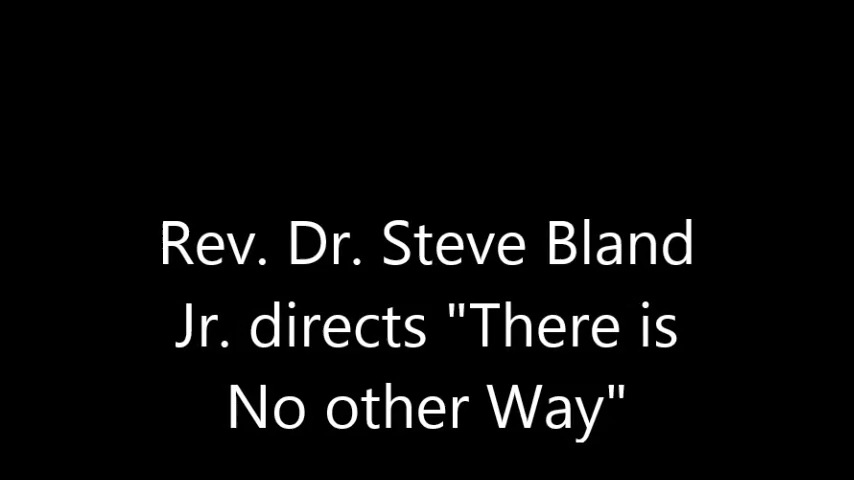 Rev. Dr. Steve Bland
Jr. directs "There is
No other Way"